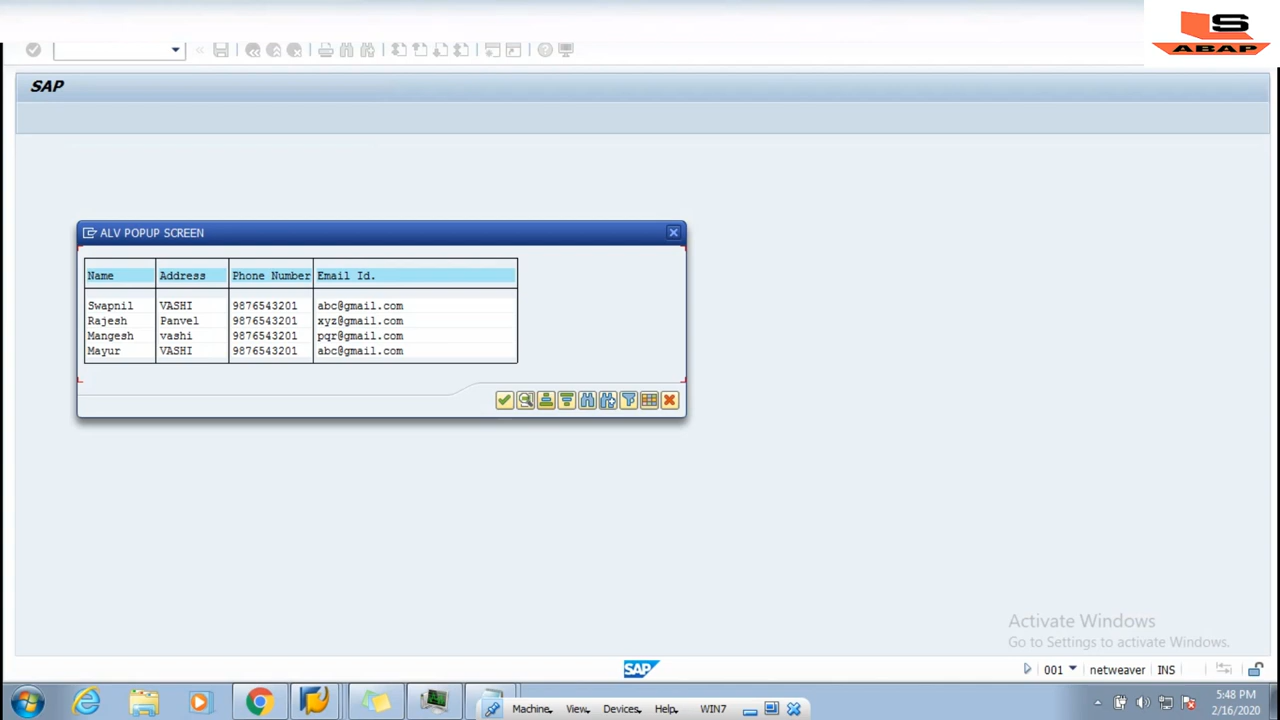 LS
ABAP
SAP
ALV POPUP SCREEN
Name Address Phone Number Email Id.
Swapnil VASHI 9876543201 abc@gmail.com
Rajesh Panvel 9876543201 xyz@gmail.com
Mangesh vashi 9876543201 pqr@gmail.com
Mayur VASHI 9876543201 abc@gmail.com
Activate Windows
Go to Settings to activate Windows.
SAP
001 netweaver INS
Machine View Devices Help WIN7
5:48 PM
2/16/2020